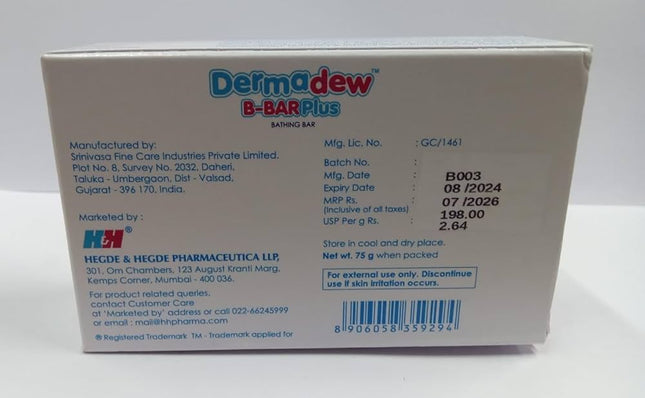 Dermadew™
B-BAR Plus
BATHING BAR
Manufactured by:
Srinivasa Fine Care Industries Private Limited.
Plot No. 8, Survey No. 2032, Daheri,
Taluka - Umbergaon, Dist - Valsad,
Gujarat - 396 170, India.
Marketed by :
H&H®
HEGDE & HEGDE PHARMACEUTICA LLP,
301, Om Chambers, 123 August Kranti Marg,
Kemps Corner, Mumbai - 400 036.
For product related queries,
contact Customer Care
at 'Marketed by' address or call 022-66245999
or email : mail@hhpharma.com
® Registered Trademark TM - Trademark applied for
Mfg. Lic. No. : GC/1461
Batch No. : B003
Mfg. Date : 08 /2024
Expiry Date : 07 /2026
MRP Rs. : 198.00
(Inclusive of all taxes)
USP Per g Rs. : 2.64
Store in cool and dry place.
Net wt. 75 g when packed
For external use only. Discontinue
use if skin irritation occurs.
8 906058 359294